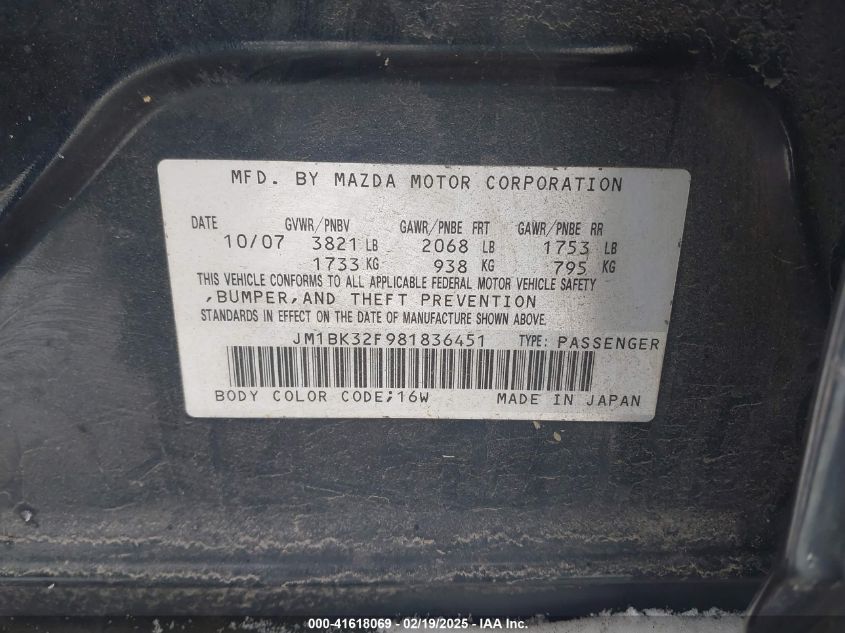 MFD. BY MAZDA MOTOR CORPORATION
DATE GVWR/PNBV GAWR/PNBE FRT GAWR/PNBE RR
10/07 3821 LB 2068 LB 1753 LB
1733 KG 938 KG 795 KG
THIS VEHICLE CONFORMS TO ALL APPLICABLE FEDERAL MOTOR VEHICLE SAFETY
,BUMPER,AND THEFT PREVENTION
STANDARDS IN EFFECT ON THE DATE OF MANUFACTURE SHOWN ABOVE.
JM1BK32F981836451 TYPE: PASSENGER
BODY COLOR CODE;16W MADE IN JAPAN
000-41618069 - 02/19/2025 - IAA Inc.